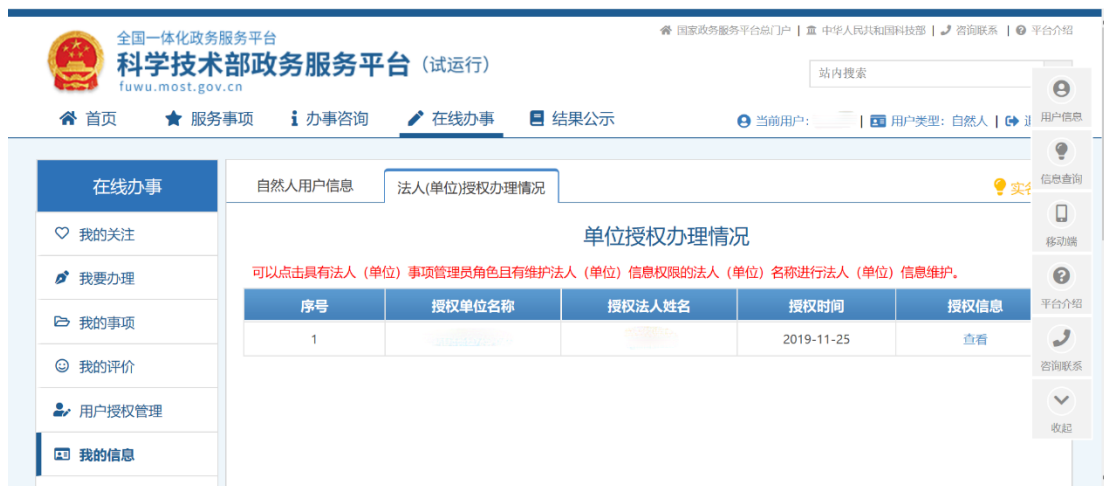 全国一体化政务服务平台
科学技术部政务服务平台（试运行）
fuwu.most.gov.cn
国家政务服务平台总门户 | 中华人民共和国科技部 | 咨询联系 | 平台介绍
站内搜索
首页 服务事项 办事咨询 在线办事 结果公示
当前用户： | 用户类型：自然人 |
用户信息
信息查询
移动端
平台介绍
咨询联系
收起
在线办事
我的关注
我要办理
我的事项
我的评价
用户授权管理
我的信息
自然人用户信息 法人(单位)授权办理情况
单位授权办理情况
可以点击具有法人（单位）事项管理员角色且有维护法人（单位）信息权限的法人（单位）名称进行法人（单位）信息维护。
序号 授权单位名称 授权法人姓名 授权时间 授权信息
1 2019-11-25 查看